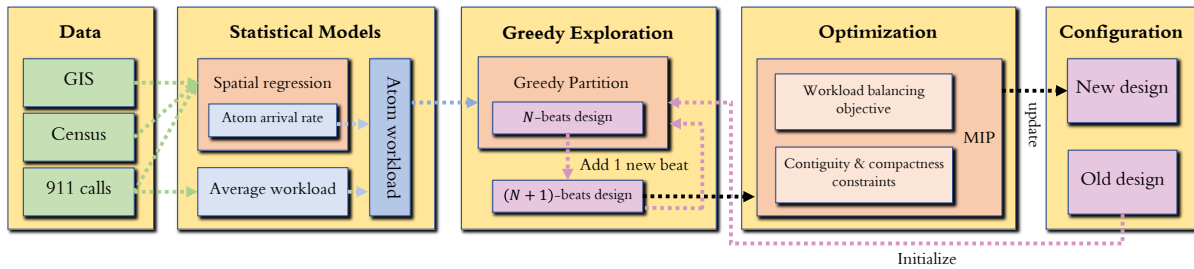 Data
GIS
Census
911 calls
Statistical Models
Spatial regression
Atom arrival rate
Average workload
Atom workload
Greedy Exploration
Greedy Partition
N-beats design
Add 1 new beat
(N + 1)-beats design
Optimization
Workload balancing
objective
MIP
Contiguity & compactness
constraints
Configuration
New design
update
Old design
Initialize